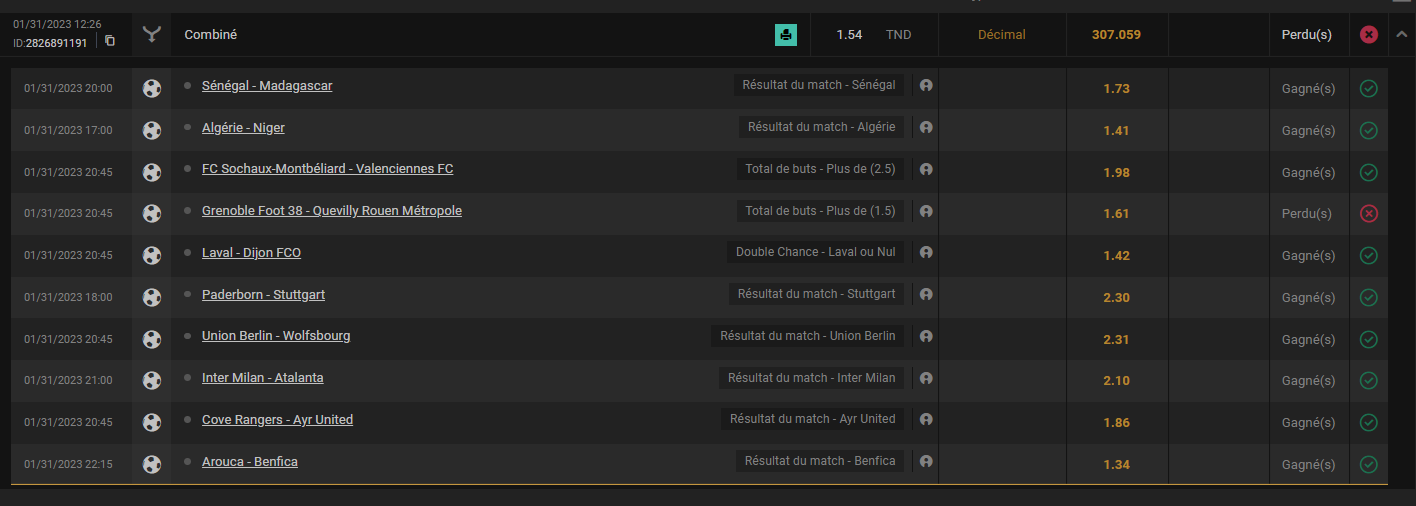 01/31/2023 12:26
ID:2826891191
Combiné 1.54 TND Décimal 307.059 Perdu(s)
01/31/2023 20:00 Sénégal - Madagascar Résultat du match - Sénégal 1.73 Gagné(s)
01/31/2023 17:00 Algérie - Niger Résultat du match - Algérie 1.41 Gagné(s)
01/31/2023 20:45 FC Sochaux-Montbéliard - Valenciennes FC Total de buts - Plus de (2.5) 1.98 Gagné(s)
01/31/2023 20:45 Grenoble Foot 38 - Quevilly Rouen Métropole Total de buts - Plus de (1.5) 1.61 Perdu(s)
01/31/2023 20:45 Laval - Dijon FCO Double Chance - Laval ou Nul 1.42 Gagné(s)
01/31/2023 18:00 Paderborn - Stuttgart Résultat du match - Stuttgart 2.30 Gagné(s)
01/31/2023 20:45 Union Berlin - Wolfsbourg Résultat du match - Union Berlin 2.31 Gagné(s)
01/31/2023 21:00 Inter Milan - Atalanta Résultat du match - Inter Milan 2.10 Gagné(s)
01/31/2023 20:45 Cove Rangers - Ayr United Résultat du match - Ayr United 1.86 Gagné(s)
01/31/2023 22:15 Arouca - Benfica Résultat du match - Benfica 1.34 Gagné(s)